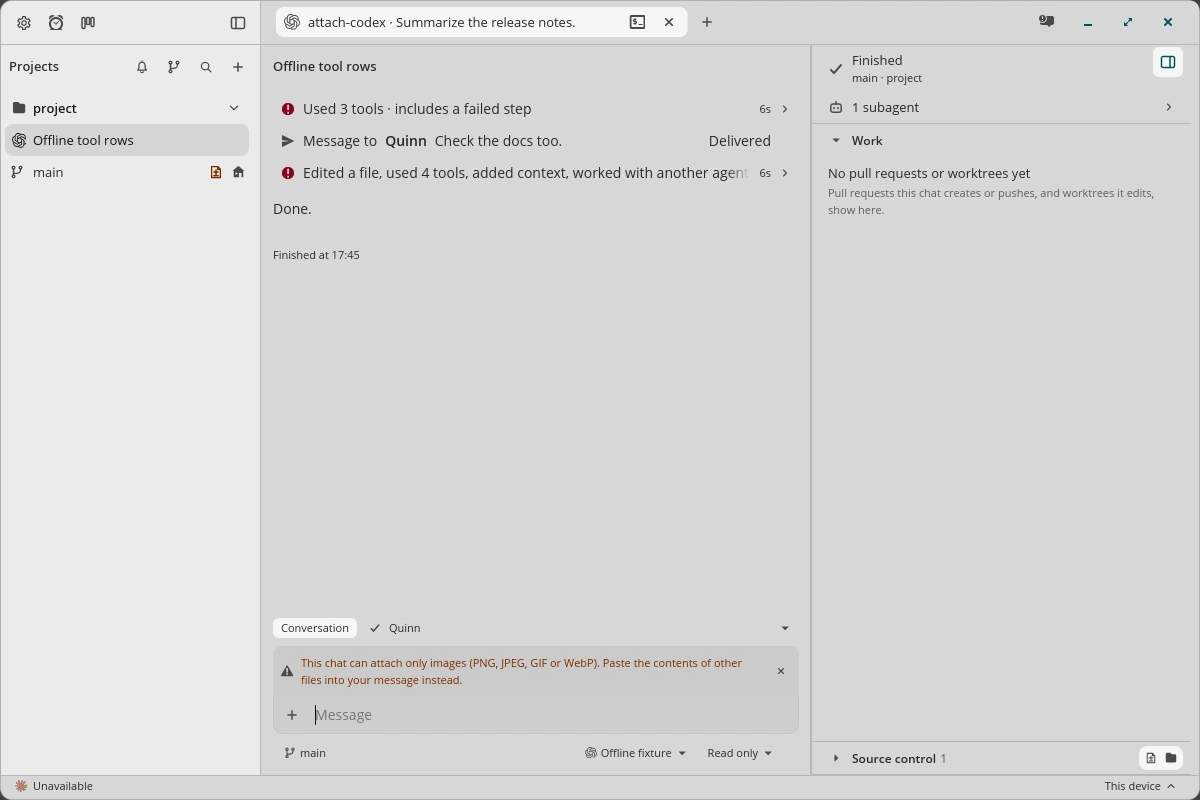 attach-codex · Summarize the release notes.
Projects
project
Offline tool rows
main
Offline tool rows
Used 3 tools · includes a failed step 6s
Message to Quinn Check the docs too. Delivered
Edited a file, used 4 tools, added context, worked with another agent 6s
Done.
Finished at 17:45
Conversation Quinn
This chat can attach only images (PNG, JPEG, GIF or WebP). Paste the contents of other
files into your message instead.
Message
main Offline fixture Read only
Finished
main · project
1 subagent
Work
No pull requests or worktrees yet
Pull requests this chat creates or pushes, and worktrees it edits,
show here.
Source control 1
Unavailable This device